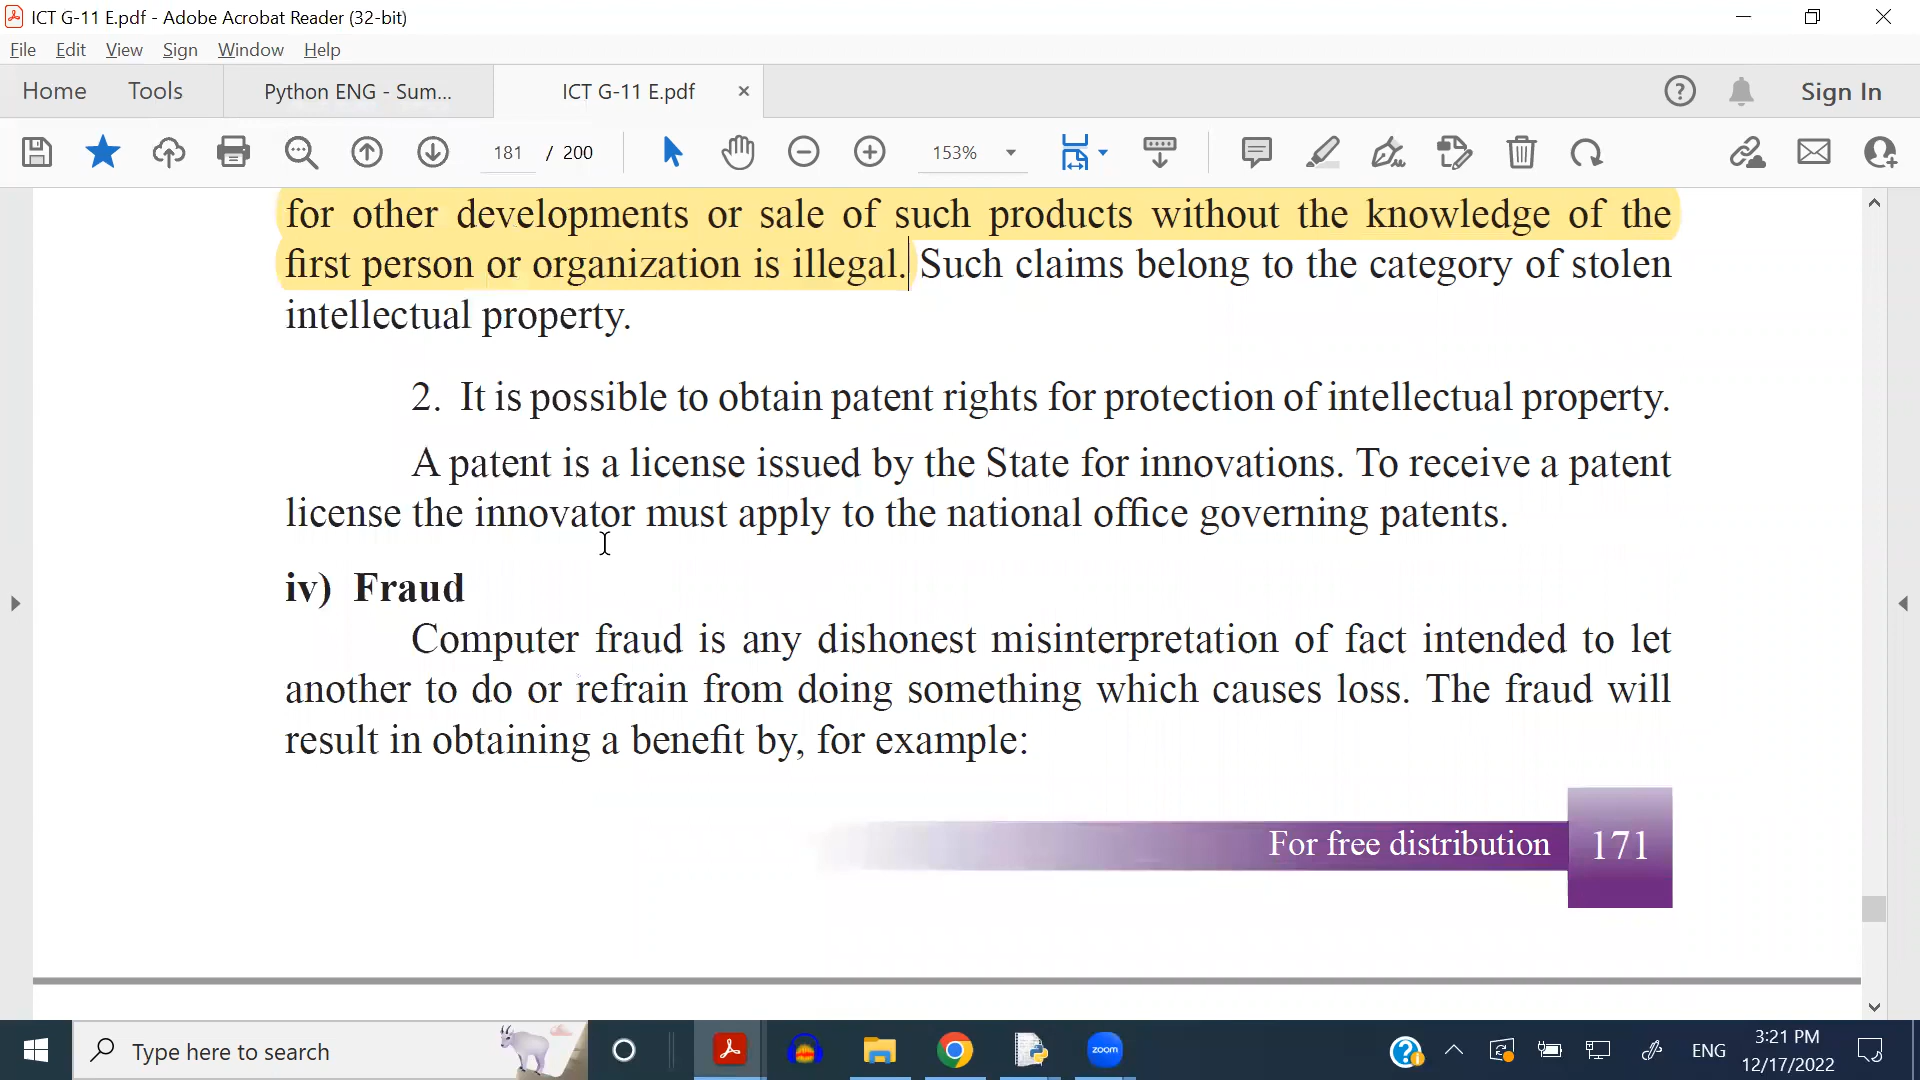 ICT G-11 E.pdf - Adobe Acrobat Reader (32-bit)
File Edit View Sign Window Help
Home Tools Python ENG - Sum... ICT G-11 E.pdf × Sign In
181 / 200 153%
for other developments or sale of such products without the knowledge of the
first person or organization is illegal. Such claims belong to the category of stolen
intellectual property.
2. It is possible to obtain patent rights for protection of intellectual property.
A patent is a license issued by the State for innovations. To receive a patent
license the innovator must apply to the national office governing patents.
iv) Fraud
Computer fraud is any dishonest misinterpretation of fact intended to let
another to do or refrain from doing something which causes loss. The fraud will
result in obtaining a benefit by, for example:
For free distribution 171
Type here to search
zoom
ENG
3:21 PM
12/17/2022